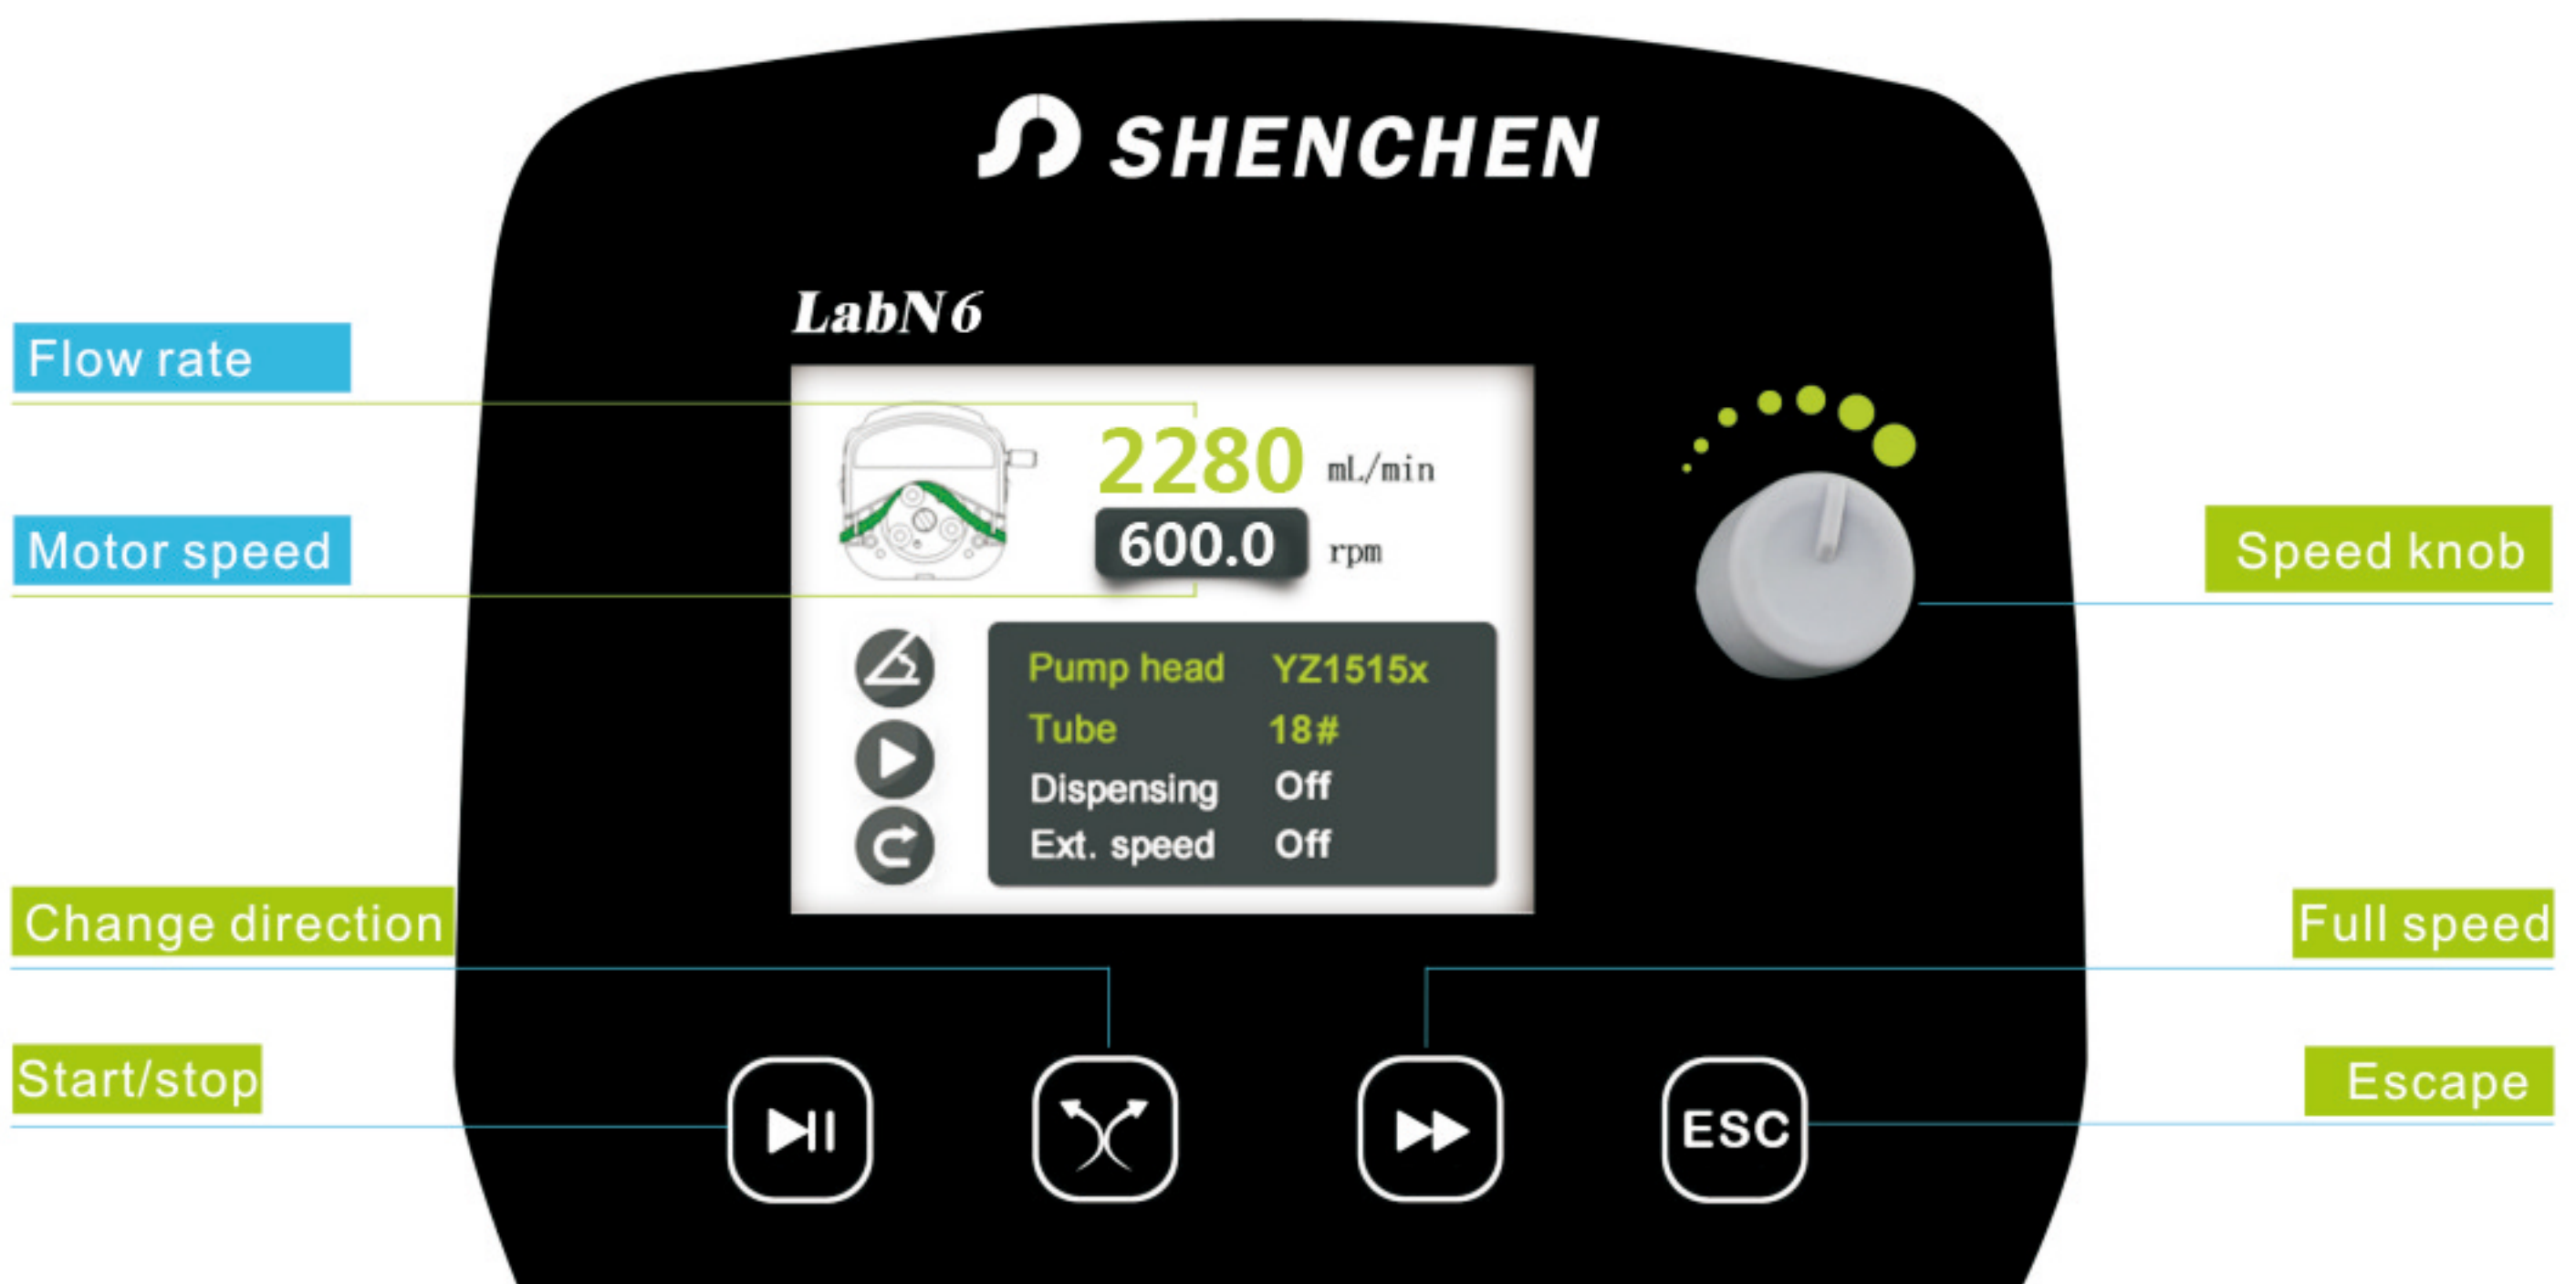 SHENCHEN
LabN6
Flow rate
2280 mL/min
Motor speed
600.0 rpm
Speed knob
Pump head YZ1515x
Tube 18#
Dispensing Off
Ext. speed Off
Change direction
Full speed
Start/stop
Escape
ESC